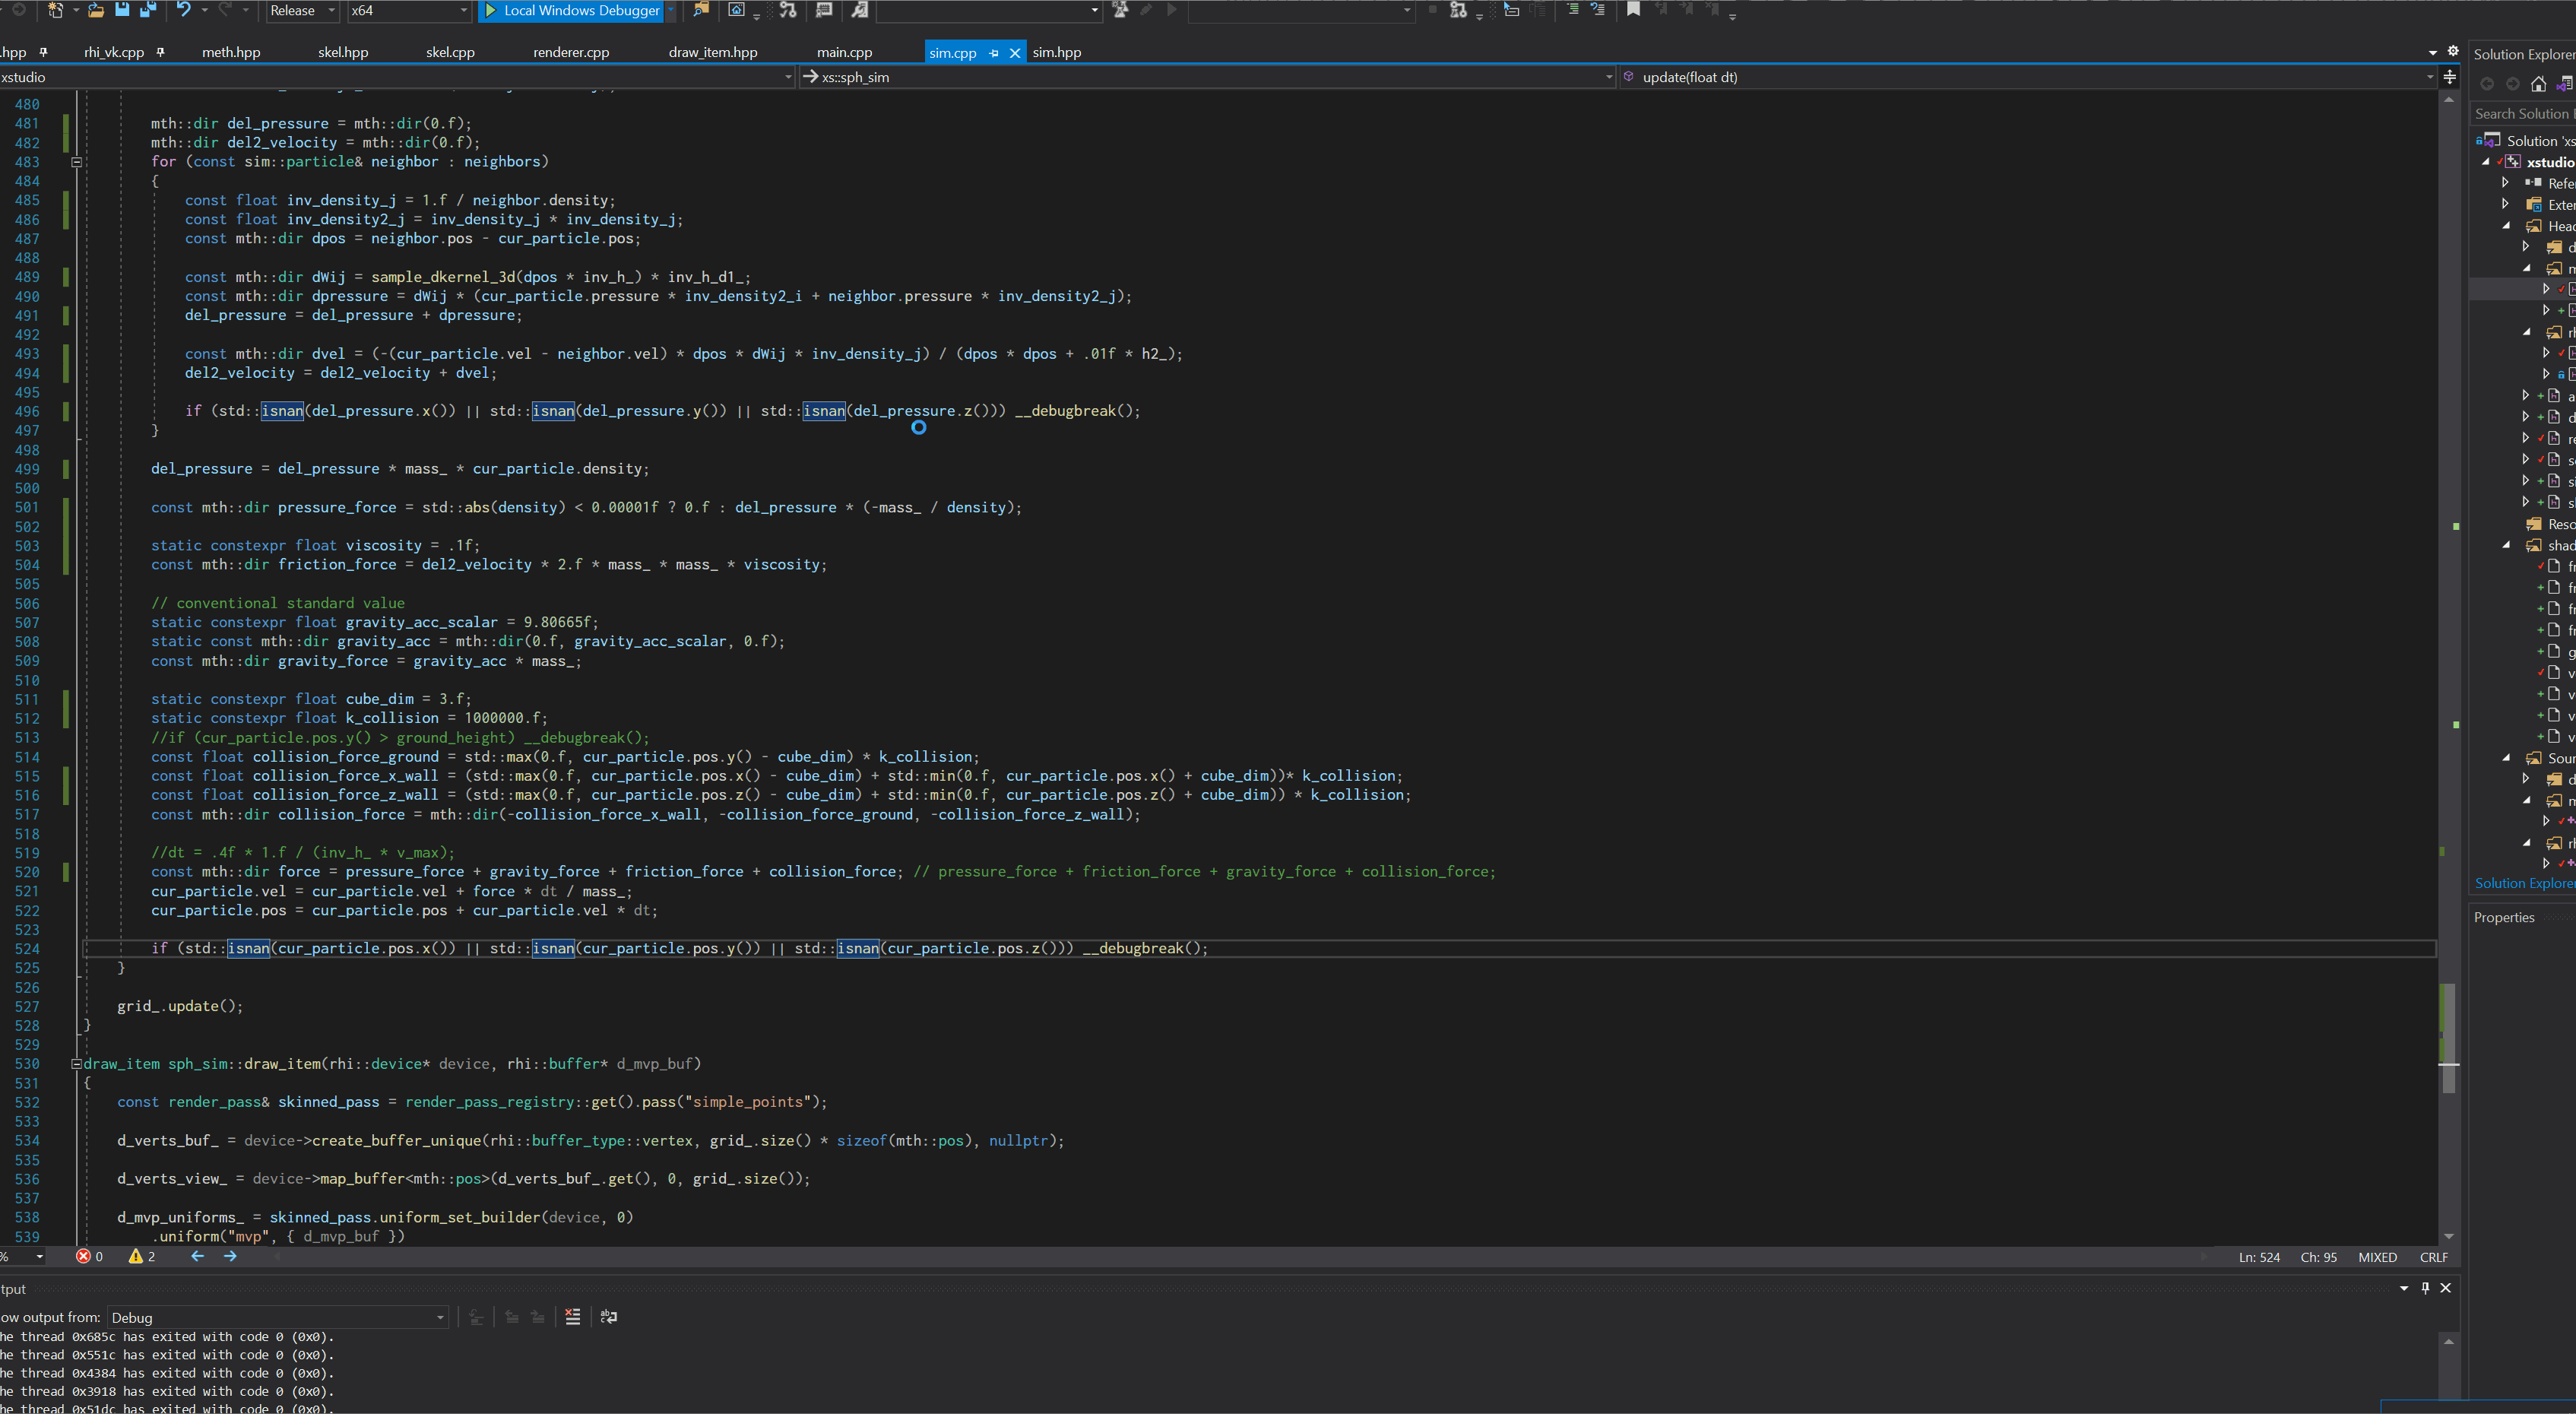 Release x64 Local Windows Debugger
.hpp rhi_vk.cpp meth.hpp skel.hpp skel.cpp renderer.cpp draw_item.hpp main.cpp sim.cpp sim.hpp
xstudio xs::sph_sim update(float dt)
480
481 mth::dir del_pressure = mth::dir(0.f);
482 mth::dir del2_velocity = mth::dir(0.f);
483 for (const sim::particle& neighbor : neighbors)
484 {
485 const float inv_density_j = 1.f / neighbor.density;
486 const float inv_density2_j = inv_density_j * inv_density_j;
487 const mth::dir dpos = neighbor.pos - cur_particle.pos;
488
489 const mth::dir dWij = sample_dkernel_3d(dpos * inv_h_) * inv_h_d1_;
490 const mth::dir dpressure = dWij * (cur_particle.pressure * inv_density2_i + neighbor.pressure * inv_density2_j);
491 del_pressure = del_pressure + dpressure;
492
493 const mth::dir dvel = (-(cur_particle.vel - neighbor.vel) * dpos * dWij * inv_density_j) / (dpos * dpos + .01f * h2_);
494 del2_velocity = del2_velocity + dvel;
495
496 if (std::isnan(del_pressure.x()) || std::isnan(del_pressure.y()) || std::isnan(del_pressure.z())) __debugbreak();
497 }
498
499 del_pressure = del_pressure * mass_ * cur_particle.density;
500
501 const mth::dir pressure_force = std::abs(density) < 0.00001f ? 0.f : del_pressure * (-mass_ / density);
502
503 static constexpr float viscosity = .1f;
504 const mth::dir friction_force = del2_velocity * 2.f * mass_ * mass_ * viscosity;
505
506 // conventional standard value
507 static constexpr float gravity_acc_scalar = 9.80665f;
508 static const mth::dir gravity_acc = mth::dir(0.f, gravity_acc_scalar, 0.f);
509 const mth::dir gravity_force = gravity_acc * mass_;
510
511 static constexpr float cube_dim = 3.f;
512 static constexpr float k_collision = 1000000.f;
513 //if (cur_particle.pos.y() > ground_height) __debugbreak();
514 const float collision_force_ground = std::max(0.f, cur_particle.pos.y() - cube_dim) * k_collision;
515 const float collision_force_x_wall = (std::max(0.f, cur_particle.pos.x() - cube_dim) + std::min(0.f, cur_particle.pos.x() + cube_dim))* k_collision;
516 const float collision_force_z_wall = (std::max(0.f, cur_particle.pos.z() - cube_dim) + std::min(0.f, cur_particle.pos.z() + cube_dim)) * k_collision;
517 const mth::dir collision_force = mth::dir(-collision_force_x_wall, -collision_force_ground, -collision_force_z_wall);
518
519 //dt = .4f * 1.f / (inv_h_ * v_max);
520 const mth::dir force = pressure_force + gravity_force + friction_force + collision_force; // pressure_force + friction_force + gravity_force + collision_force;
521 cur_particle.vel = cur_particle.vel + force * dt / mass_;
522 cur_particle.pos = cur_particle.pos + cur_particle.vel * dt;
523
524 if (std::isnan(cur_particle.pos.x()) || std::isnan(cur_particle.pos.y()) || std::isnan(cur_particle.pos.z())) __debugbreak();
525 }
526
527 grid_.update();
528 }
529
530 draw_item sph_sim::draw_item(rhi::device* device, rhi::buffer* d_mvp_buf)
531 {
532 const render_pass& skinned_pass = render_pass_registry::get().pass("simple_points");
533
534 d_verts_buf_ = device->create_buffer_unique(rhi::buffer_type::vertex, grid_.size() * sizeof(mth::pos), nullptr);
535
536 d_verts_view_ = device->map_buffer<mth::pos>(d_verts_buf_.get(), 0, grid_.size());
537
538 d_mvp_uniforms_ = skinned_pass.uniform_set_builder(device, 0)
539 .uniform("mvp", { d_mvp_buf })
% 0 2 Ln: 524 Ch: 95 MIXED CRLF
tput
ow output from: Debug
he thread 0x685c has exited with code 0 (0x0).
he thread 0x551c has exited with code 0 (0x0).
he thread 0x4384 has exited with code 0 (0x0).
he thread 0x3918 has exited with code 0 (0x0).
he thread 0x51dc has exited with code 0 (0x0).
Solution Explorer
Search Solution
Solution 'xs
xstudio
Refe
Exter
Head
d
m
rh
a
d
re
s
si
s
Reso
shad
fr
fr
fr
fr
g
v
v
v
v
Sour
d
m
rh
Solution Explorer
Properties